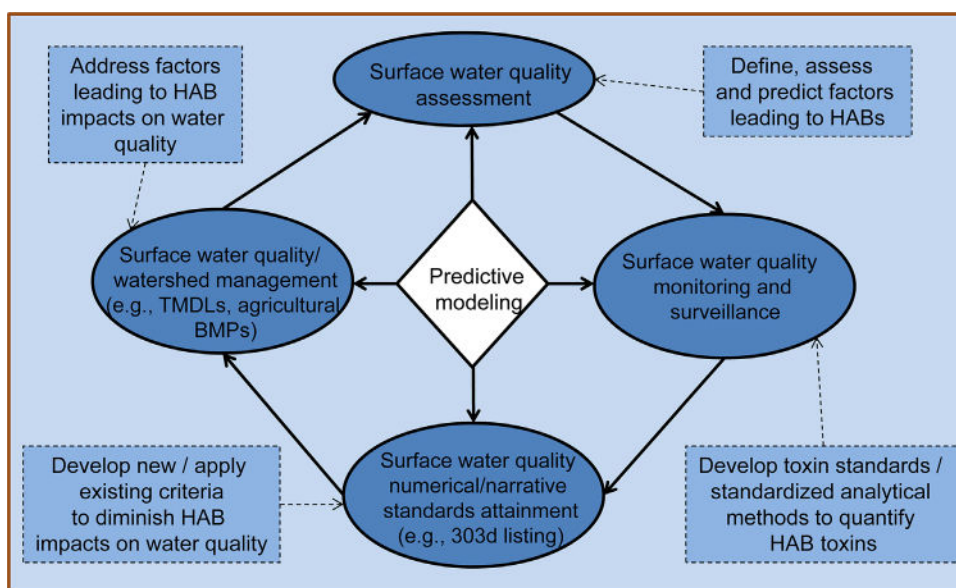 Address factors
leading to HAB
impacts on water
quality
Surface water quality
assessment
Define, assess
and predict factors
leading to HABs
Surface water quality/
watershed management
(e.g., TMDLs, agricultural
BMPs)
Predictive
modeling
Surface water quality
monitoring and
surveillance
Develop new / apply
existing criteria
to diminish HAB
impacts on water quality
Surface water quality
numerical/narrative
standards attainment
(e.g., 303d listing)
Develop toxin standards /
standardized analytical
methods to quantify
HAB toxins